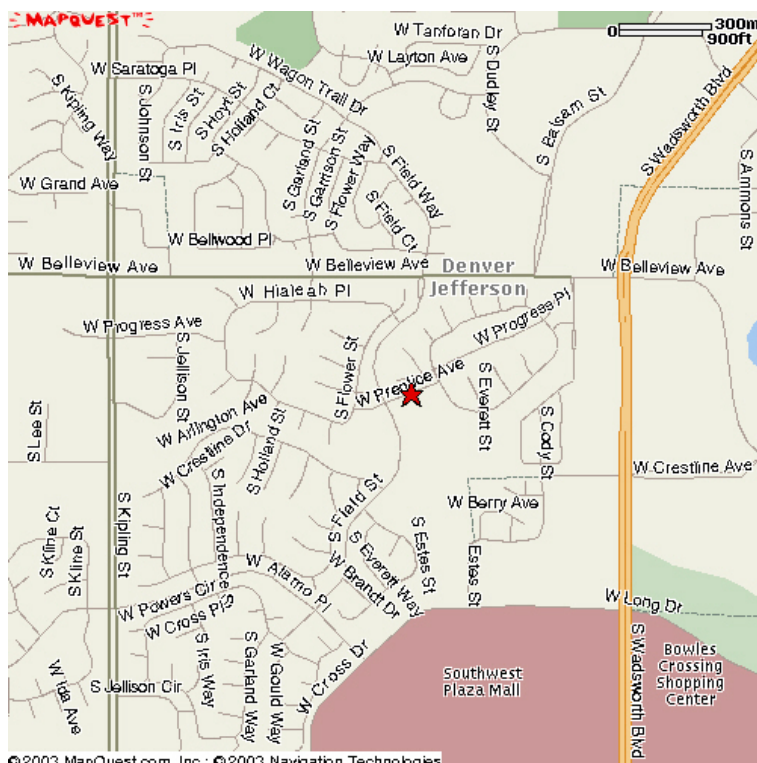 MAPQUEST™
W Tanforan Dr
0 300m
900ft
W Layton Ave
W Saratoga Pl
W Wagon Trail Dr
S Dudley St
S Kipling Way
S Johnson St
S Iris St
S Hoyt St
S Holland Ct
S Balsam St
S Wadsworth Blvd
S Garland St
S Garrison St
S Flower Way
S Field Way
S Field Ct
S Ammons St
W Grand Ave
W Bellwood Pl
W Belleview Ave
W Belleview Ave
W Belleview Ave
Denver
Jefferson
W Hialeah Pl
W Progress Ave
W Progress Pl
S Jellison St
S Flower St
W Prentice Ave
S Everett St
S Lee St
W Arlington Ave
W Crestline Dr
S Holland St
S Cody St
W Crestline Ave
S Kipling St
S Independence S
S Field St
W Berry Ave
S Kline Ct
S Kline St
S Everett Way
S Estes St
Estes St
W Brandt Dr
W Alamo Pl
W Powers Cir
W Cross Pl
W Long Dr
S Iris Way
S Garland Way
W Gould Way
W Cross Dr
S Wadsworth Blvd
W Ida Ave
S Jellison Cir
Southwest
Plaza Mall
Bowles
Crossing
Shopping
Center
©2003 MapQuest.com, Inc.; ©2003 Navigation Technologies